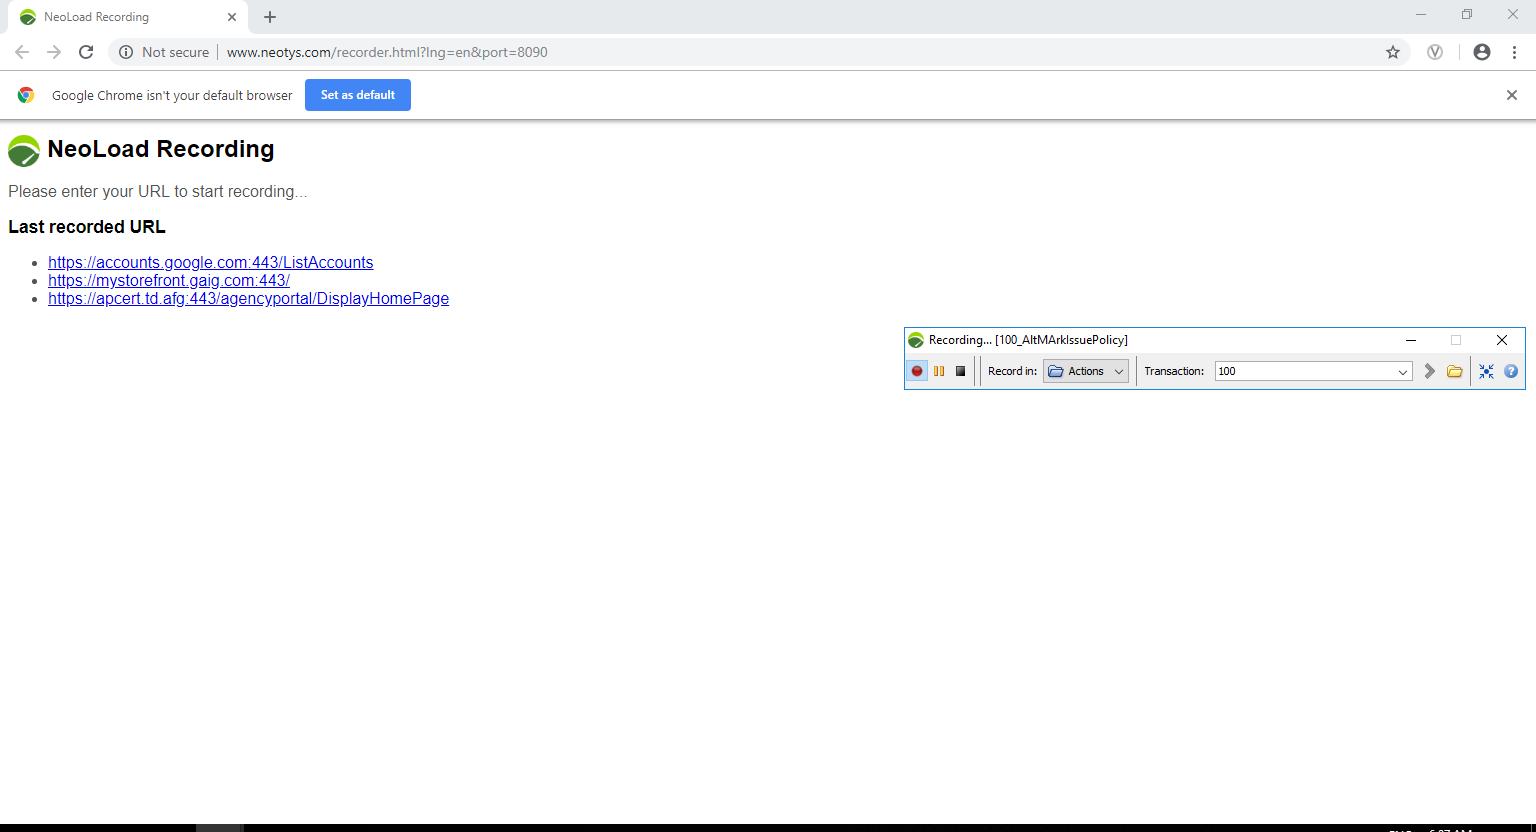 NeoLoad Recording
Not secure www.neotys.com/recorder.html?lng=en&port=8090
Google Chrome isn't your default browser Set as default
NeoLoad Recording
Please enter your URL to start recording...
Last recorded URL
https://accounts.google.com:443/ListAccounts
https://mystorefront.gaig.com:443/
https://apcert.td.afg:443/agencyportal/DisplayHomePage
Recording... [100_AltMArkIssuePolicy]
Record in: Actions Transaction: 100